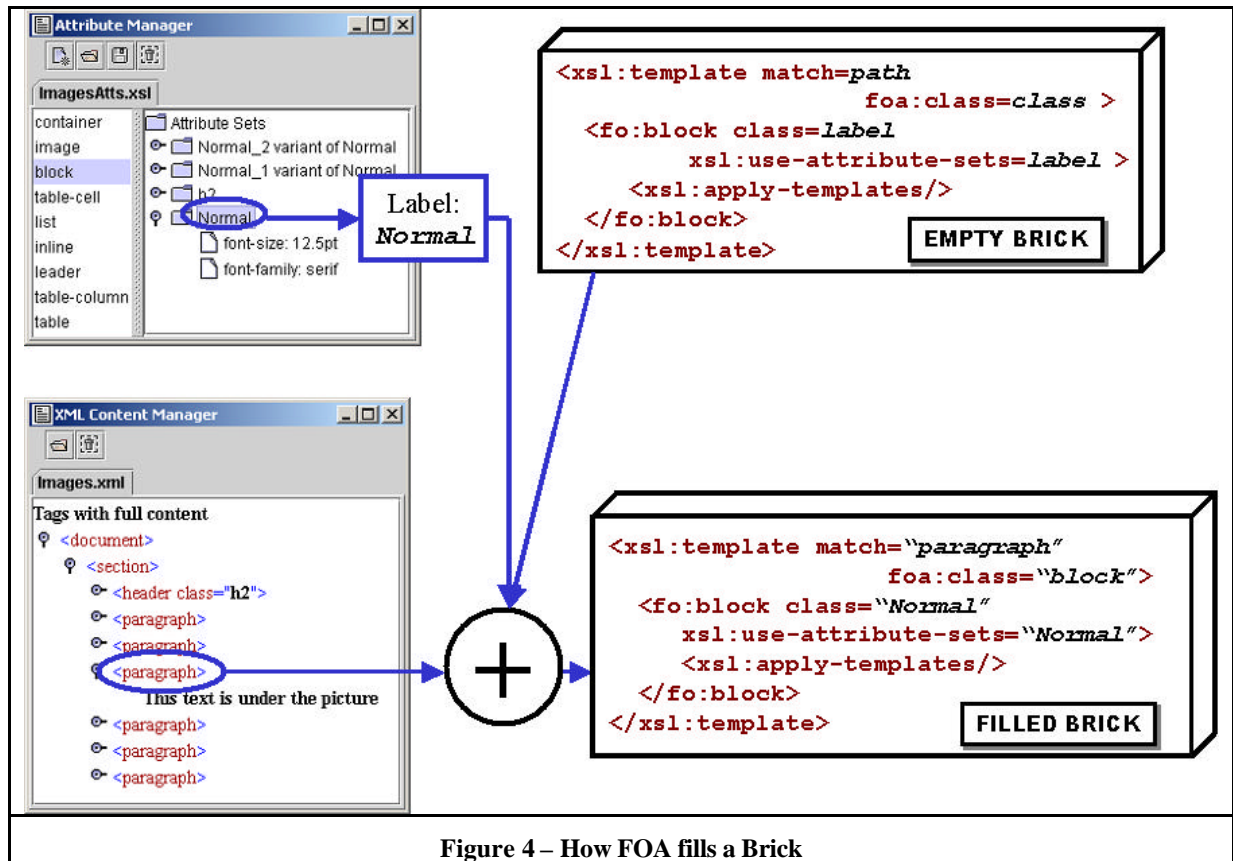 Attribute Manager
ImagesAtts.xsl
container
image
block
table-cell
list
inline
leader
table-column
table
Attribute Sets
Normal_2 variant of Normal
Normal_1 variant of Normal
h2
Normal
font-size: 12.5pt
font-family: serif
Label:
Normal
<xsl:template match=path
foa:class=class >
<fo:block class=label
xsl:use-attribute-sets=label >
<xsl:apply-templates/>
</fo:block>
</xsl:template>
EMPTY BRICK
XML Content Manager
Images.xml
Tags with full content
<document>
<section>
<header class="h2">
<paragraph>
<paragraph>
<paragraph>
This text is under the picture
<paragraph>
<paragraph>
<paragraph>
<xsl:template match=“paragraph”
foa:class=“block”>
<fo:block class=“Normal”
xsl:use-attribute-sets=“Normal”>
<xsl:apply-templates/>
</fo:block>
</xsl:template>
FILLED BRICK
Figure 4 – How FOA fills a Brick